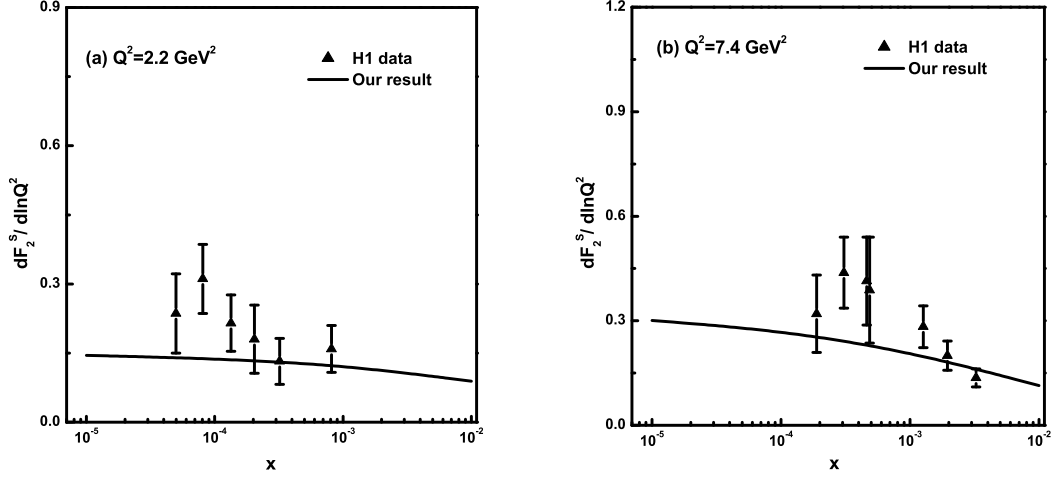 (a) Q²=2.2 GeV²
H1 data
Our result
dF₂ˢ/ dlnQ²
0.9
0.6
0.3
0.0
10⁻⁵
10⁻⁴
10⁻³
10⁻²
x
(b) Q²=7.4 GeV²
H1 data
Our result
dF₂ˢ/ dlnQ²
1.2
0.9
0.6
0.3
0.0
10⁻⁵
10⁻⁴
10⁻³
10⁻²
x